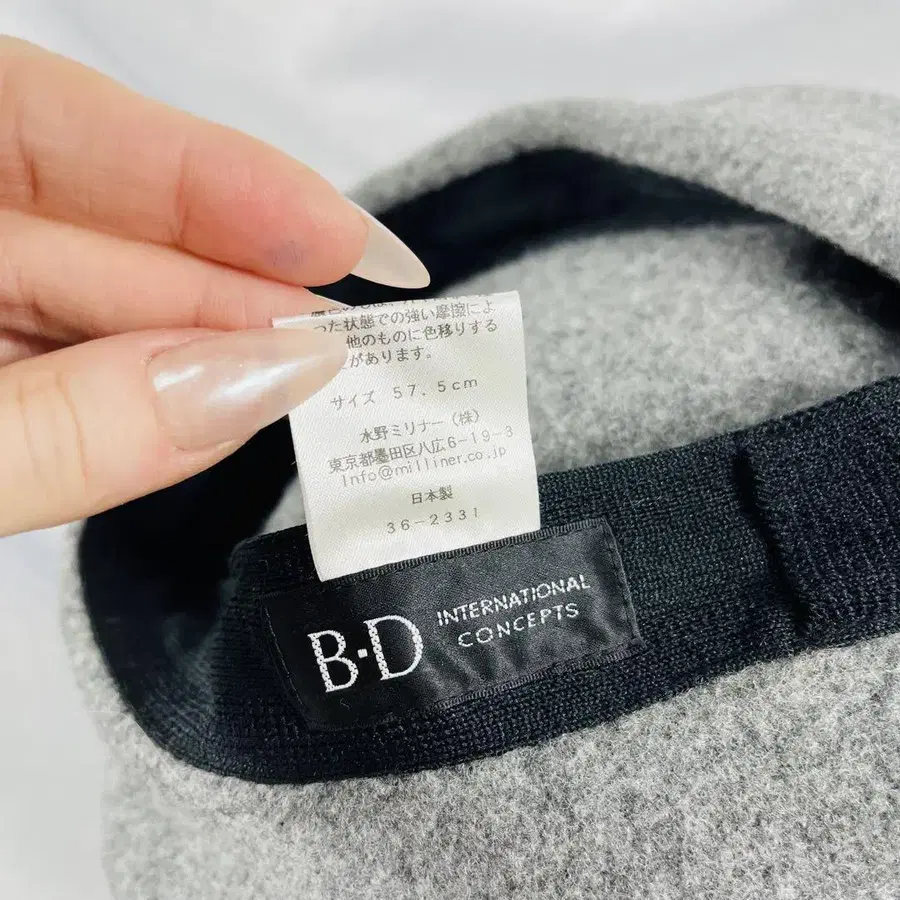 った状態での強い摩擦によ
他のものに色移りする
があります。
サイズ 57.5cm
水野ミリナー(株)
東京都墨田区八広6-19-3
Info@milliner.co.jp
日本製
36-2331
B·D INTERNATIONAL
CONCEPTS